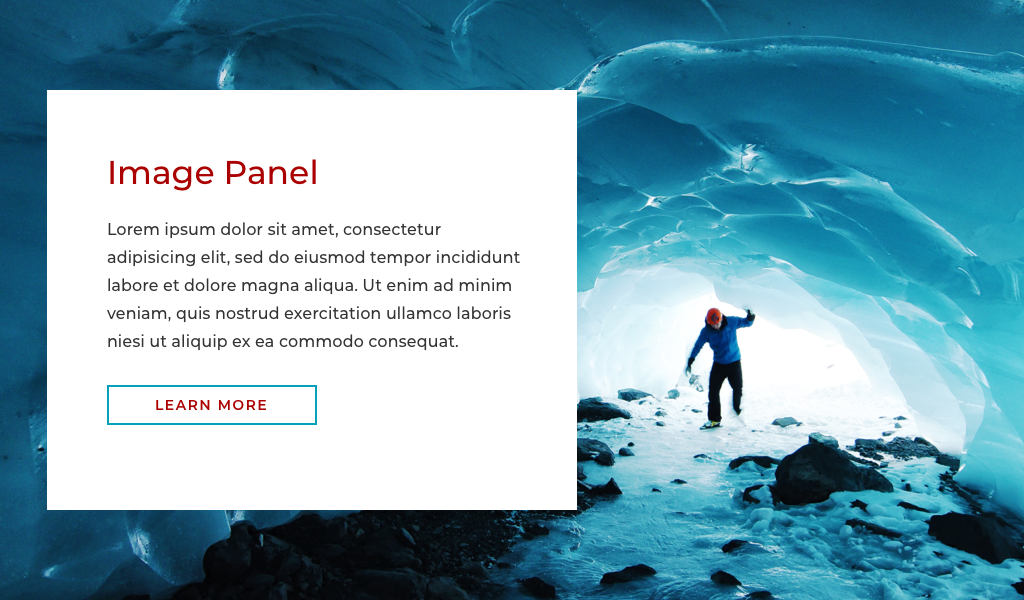 Image Panel
Lorem ipsum dolor sit amet, consectetur
adipisicing elit, sed do eiusmod tempor incididunt
labore et dolore magna aliqua. Ut enim ad minim
veniam, quis nostrud exercitation ullamco laboris
niesi ut aliquip ex ea commodo consequat.
LEARN MORE